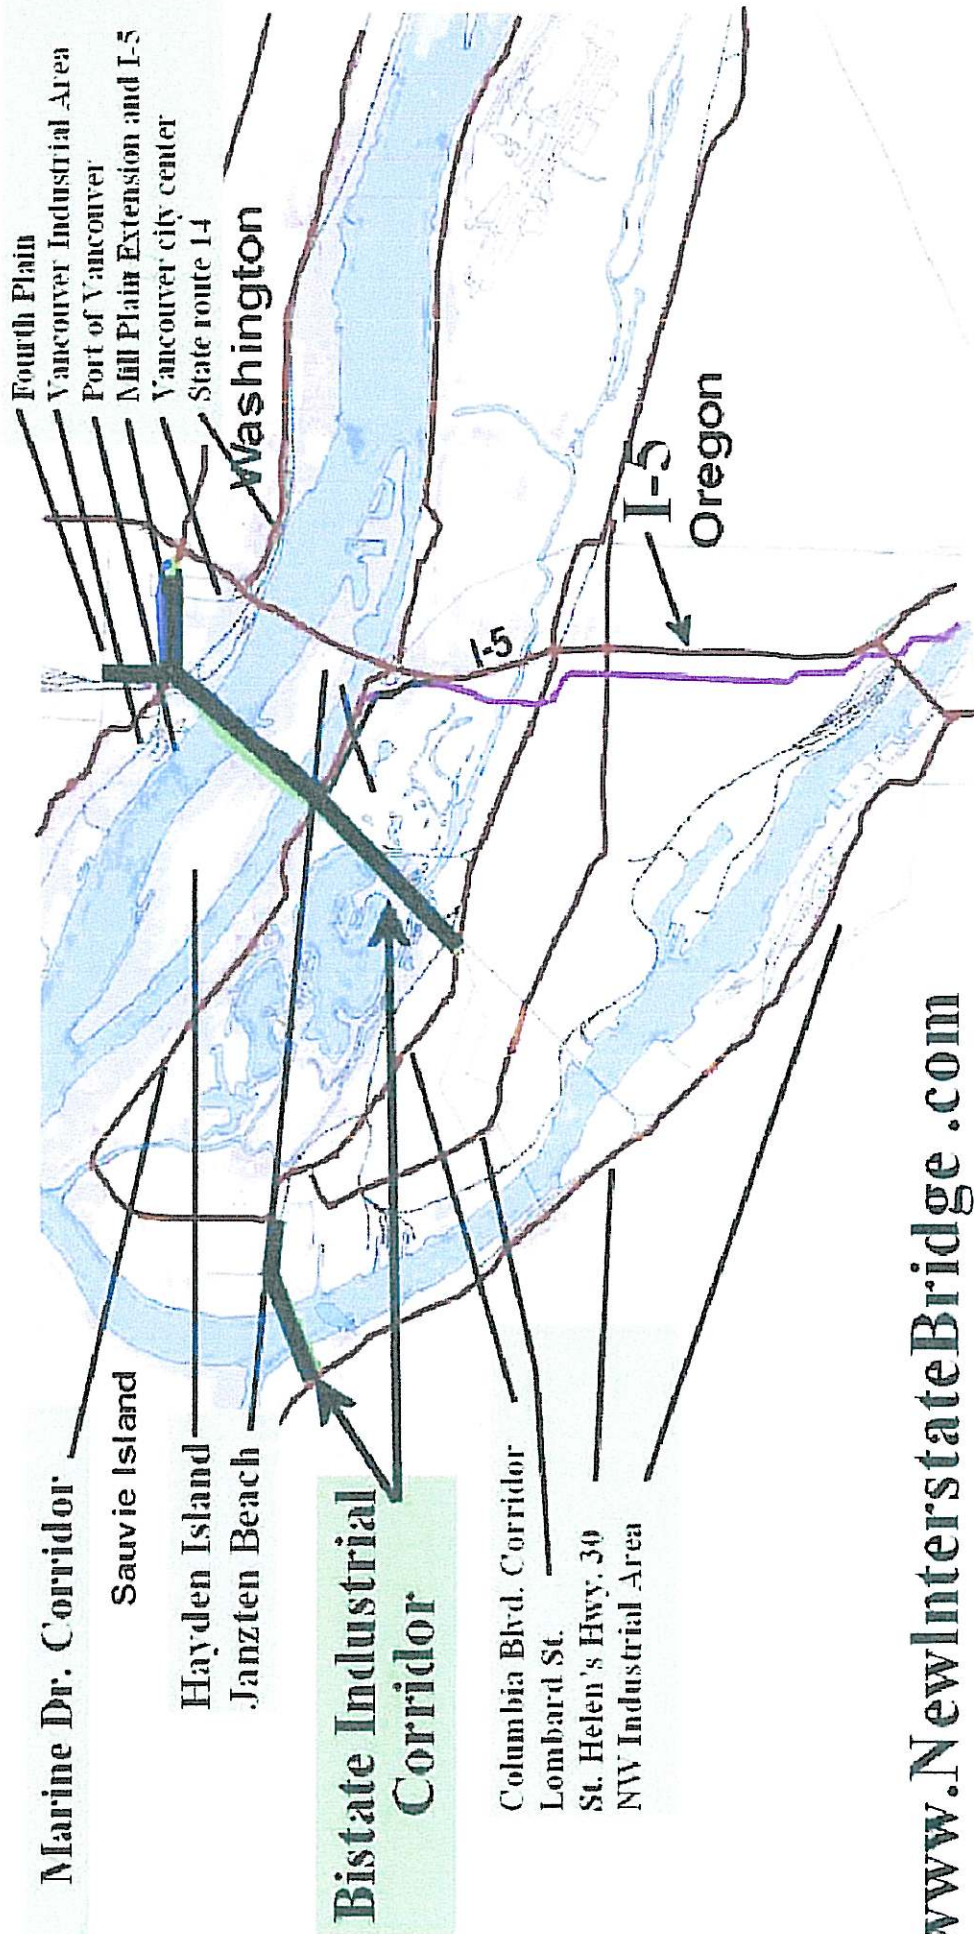 Marine Dr. Corridor
Sauvie Island
Hayden Island
Janzten Beach
Bistate Industrial
Corridor
Columbia Blvd. Corridor
Lombard St.
St. Helen's Hwy. 30
NW Industrial Area
Fourth Plain
Vancouver Industrial Area
Port of Vancouver
Mill Plain Extension and I-5
Vancouver city center
State route 14
Washington
I-5
I-5
Oregon
www.NewInterstateBridge .com